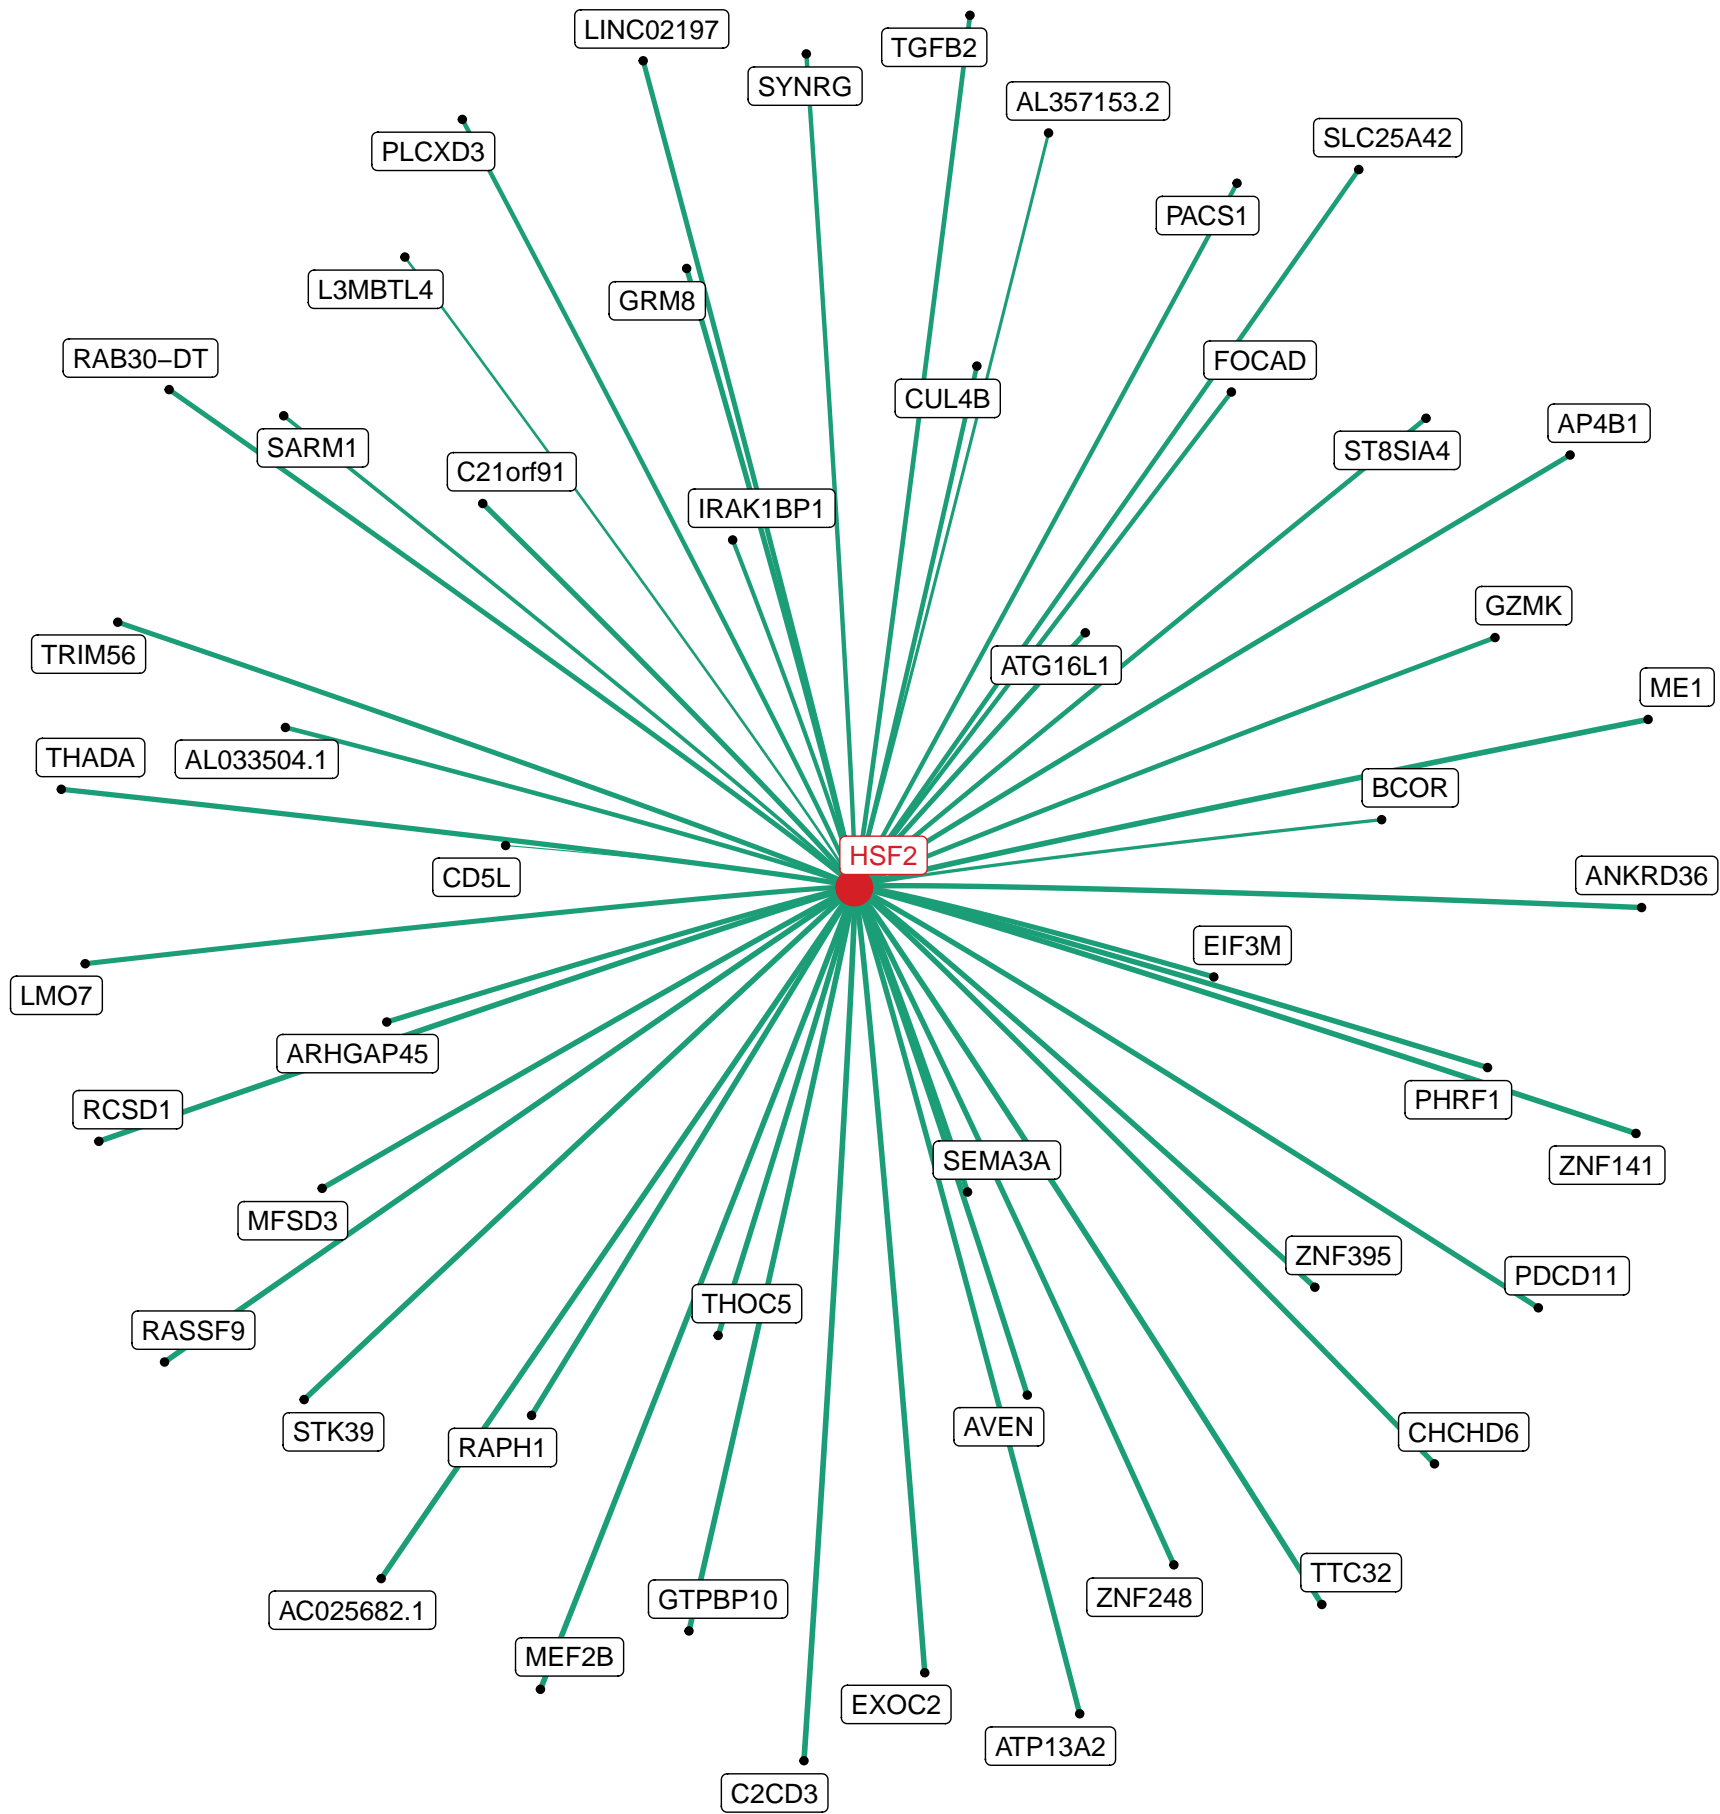 LINC02197
TGFB2
SYNRG
AL357153.2
SLC25A42
PLCXD3
PACS1
L3MBTL4
GRM8
RAB30−DT
FOCAD
CUL4B
AP4B1
SARM1
ST8SIA4
C21orf91
IRAK1BP1
GZMK
TRIM56
ATG16L1
ME1
THADA
AL033504.1
BCOR
HSF2
CD5L
ANKRD36
EIF3M
LMO7
ARHGAP45
PHRF1
RCSD1
SEMA3A
ZNF141
MFSD3
ZNF395
PDCD11
THOC5
RASSF9
AVEN
STK39
CHCHD6
RAPH1
TTC32
ZNF248
GTPBP10
AC025682.1
MEF2B
EXOC2
ATP13A2
C2CD3